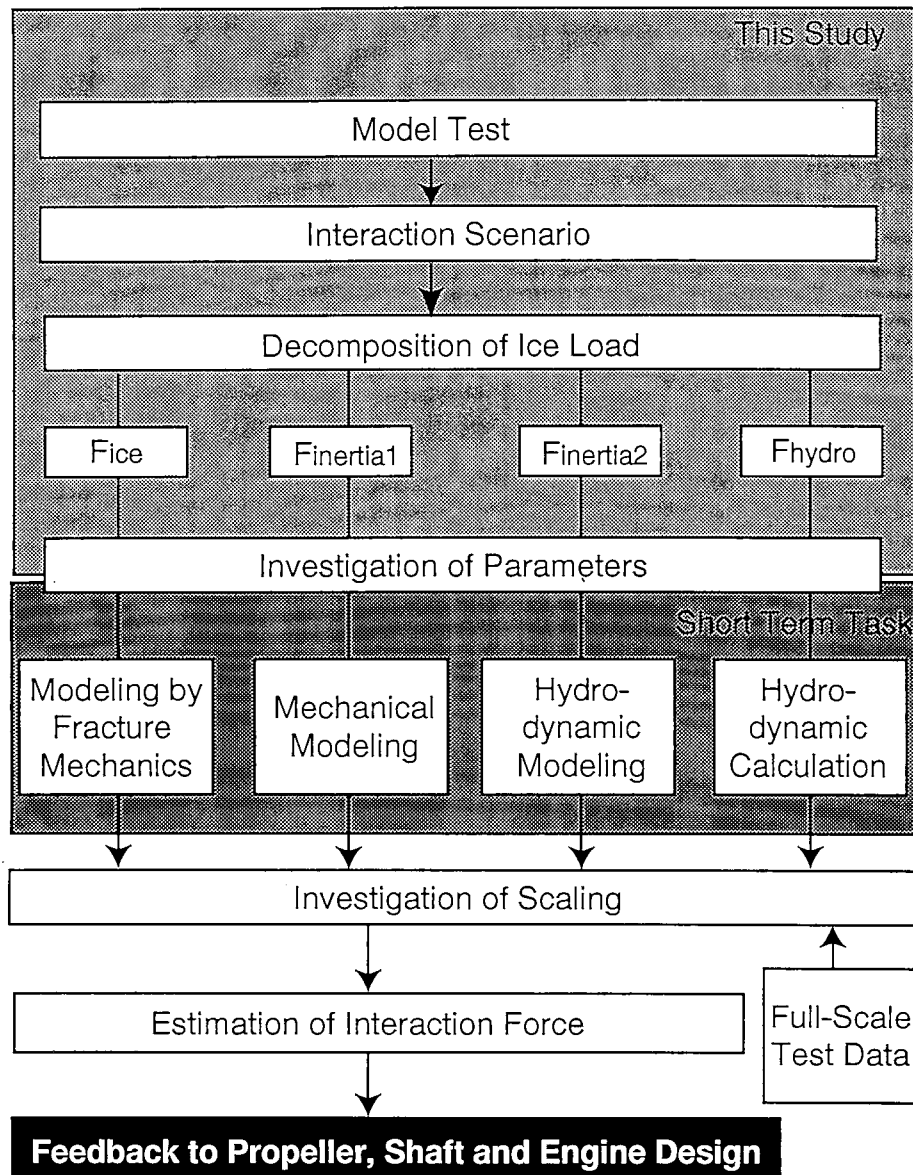 This Study
Model Test
Interaction Scenario
Decomposition of Ice Load
Fice
Finertia1
Finertia2
Fhydro
Investigation of Parameters
Short Term Task
Modeling by
Fracture
Mechanics
Mechanical
Modeling
Hydro-
dynamic
Modeling
Hydro-
dynamic
Calculation
Investigation of Scaling
Estimation of Interaction Force
Full-Scale
Test Data
Feedback to Propeller, Shaft and Engine Design